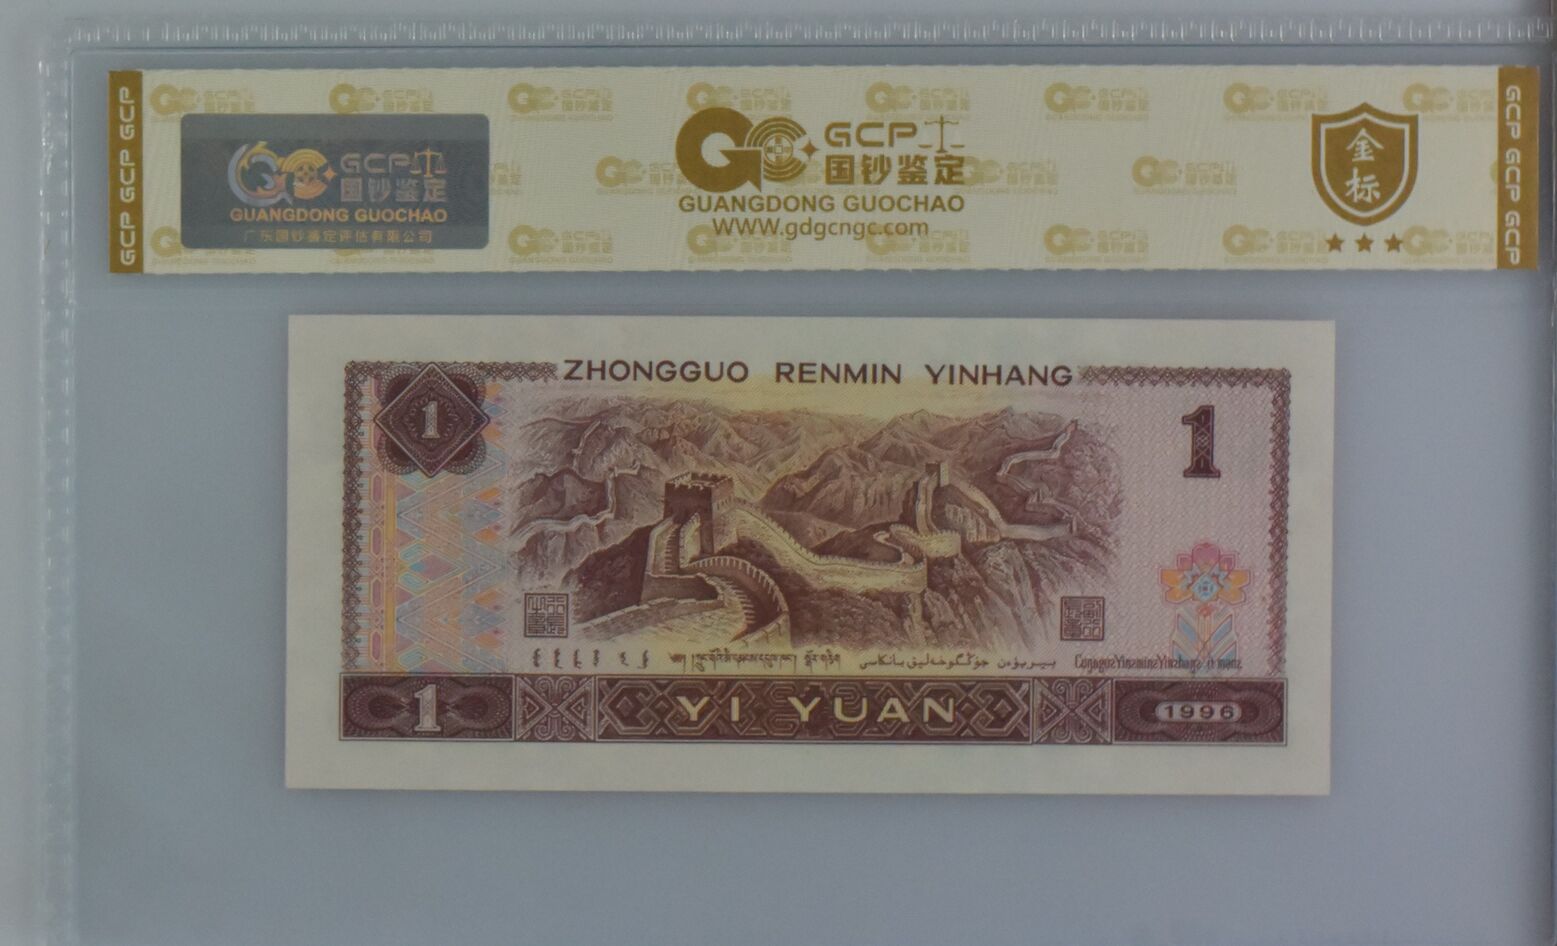 GCP GCP GCP
GCP 国钞鉴定
GUANGDONG GUOCHAO
广东国钞鉴定评估有限公司
GCP
国钞鉴定
GUANGDONG GUOCHAO
WWW.gdgcngc.com
金标
GCP GCP GCP GCP
ZHONGGUO RENMIN YINHANG
1
1
1
YI YUAN
1996